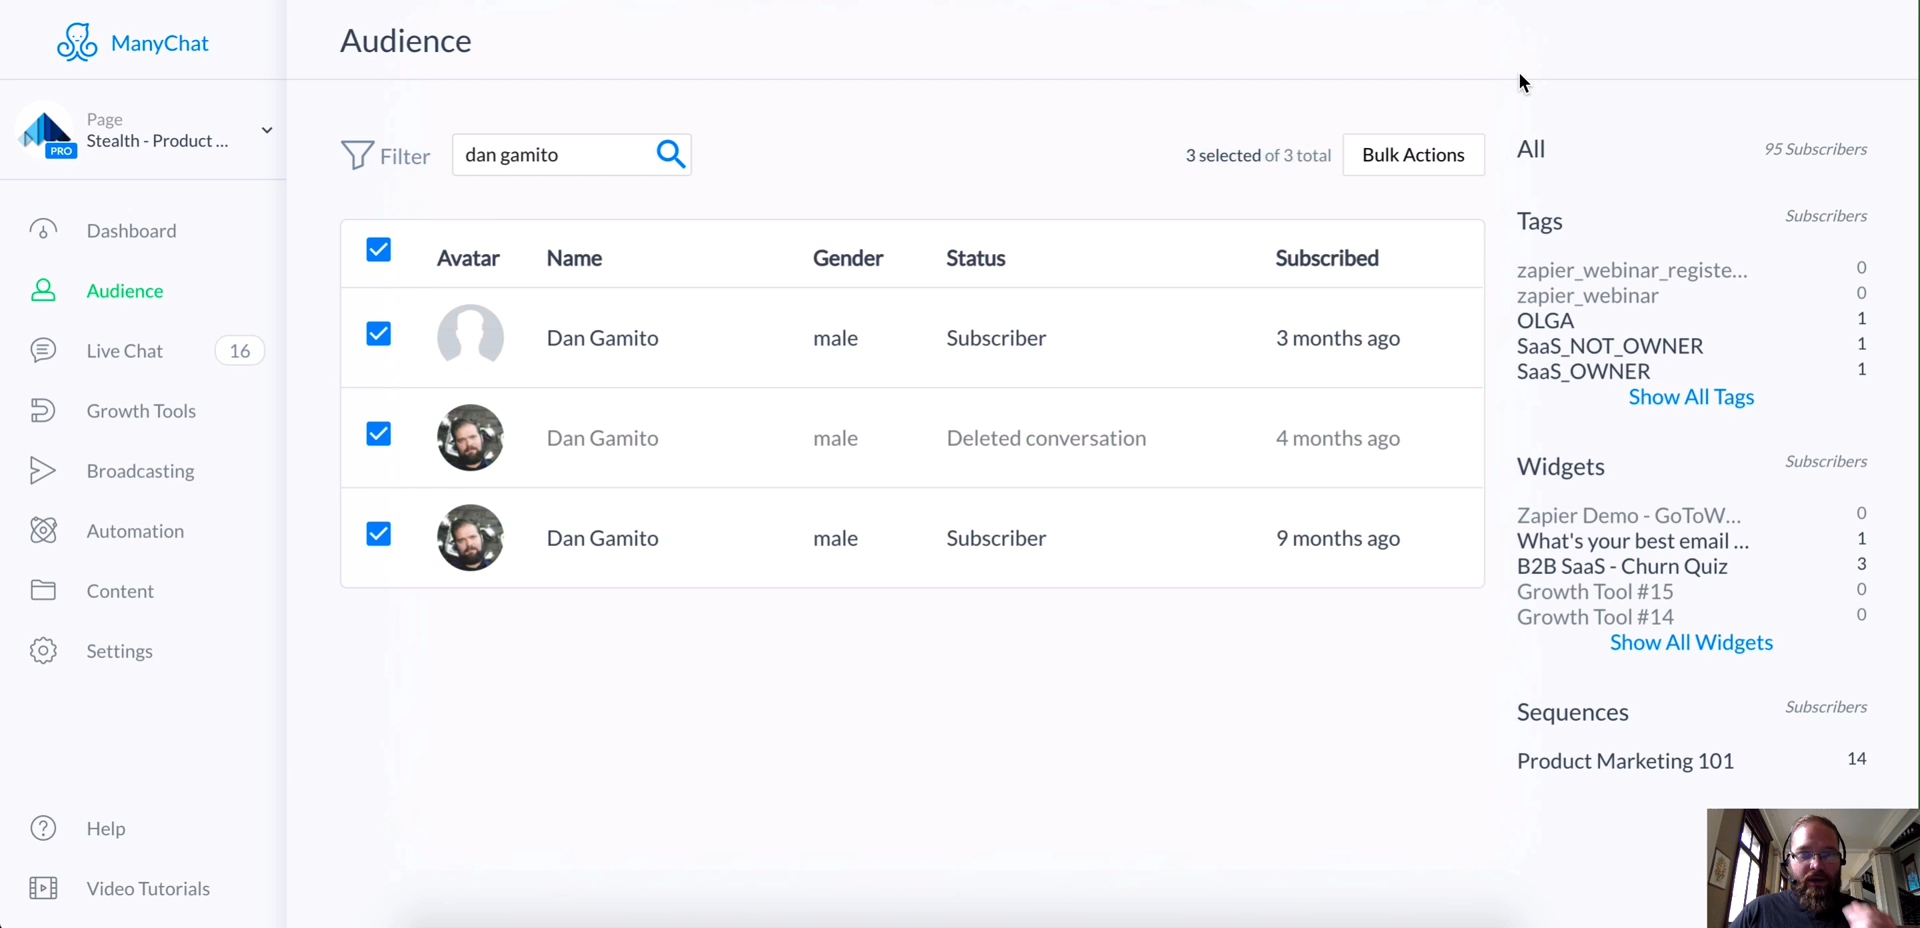 ManyChat
Audience
Page
Stealth - Product ...
PRO
Dashboard
Audience
Live Chat 16
Growth Tools
Broadcasting
Automation
Content
Settings
Help
Video Tutorials
Filter dan gamito 3 selected of 3 total Bulk Actions
Avatar Name Gender Status Subscribed
Dan Gamito male Subscriber 3 months ago
Dan Gamito male Deleted conversation 4 months ago
Dan Gamito male Subscriber 9 months ago
All 95 Subscribers
Tags Subscribers
zapier_webinar_registe... 0
zapier_webinar 0
OLGA 1
SaaS_NOT_OWNER 1
SaaS_OWNER 1
Show All Tags
Widgets Subscribers
Zapier Demo - GoToW... 0
What's your best email ... 1
B2B SaaS - Churn Quiz 3
Growth Tool #15 0
Growth Tool #14 0
Show All Widgets
Sequences Subscribers
Product Marketing 101 14